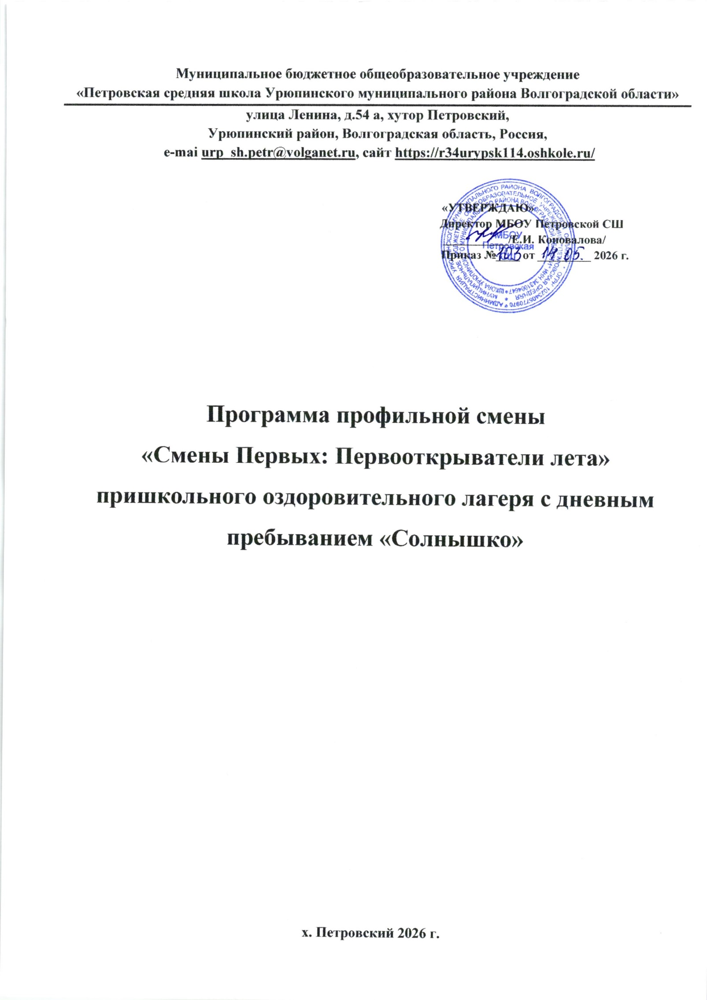 Муниципальное бюджетное общеобразовательное учреждение
«Петровская средняя школа Урюпинского муниципального района Волгоградской области»
улица Ленина, д.54 а, хутор Петровский,
Урюпинский район, Волгоградская область, Россия,
e-mai urp_sh.petr@volganet.ru, сайт https://r34urypsk114.oshkole.ru/
«УТВЕРЖДАЮ»
Директор МБОУ Петровской СШ
/Е.И. Коновалова/
Приказ № 103 от 14.05. 2026 г.
МБОУ
Петровская
СШ
Программа профильной смены
«Смены Первых: Первооткрыватели лета»
пришкольного оздоровительного лагеря с дневным
пребыванием «Солнышко»
х. Петровский 2026 г.